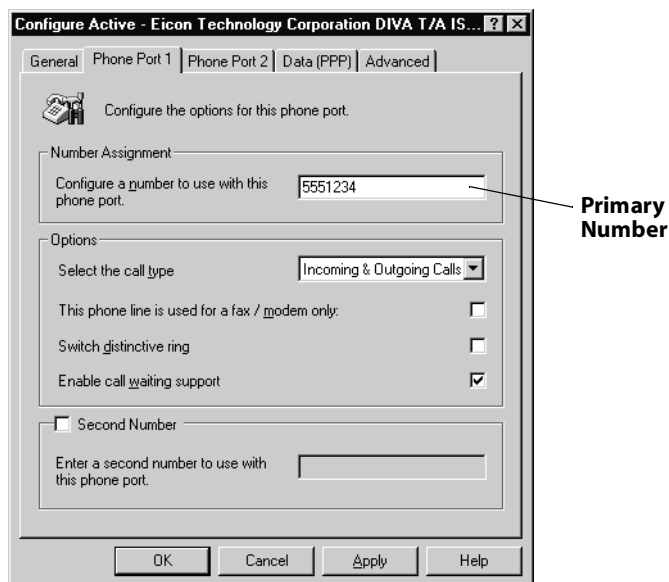 Configure Active - Eicon Technology Corporation DIVA T/A IS...
General
Phone Port 1
Phone Port 2
Data (PPP)
Advanced
Configure the options for this phone port.
Number Assignment
Configure a number to use with this
phone port.
5551234
Primary
Number
Options
Select the call type
Incoming & Outgoing Calls
This phone line is used for a fax / modem only:
Switch distinctive ring
Enable call waiting support
Second Number
Enter a second number to use with
this phone port.
OK
Cancel
Apply
Help